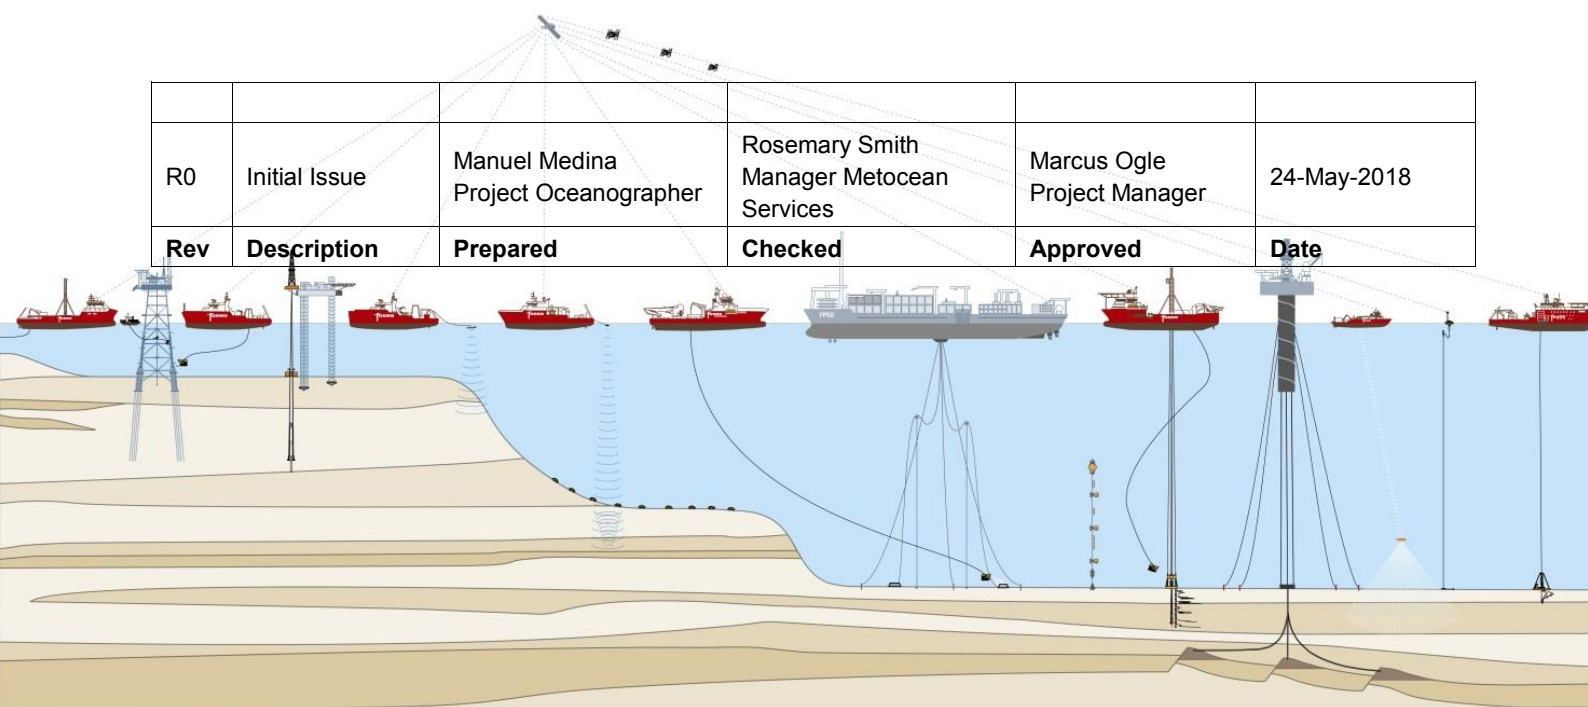 R0 Initial Issue Manuel Medina Project Oceanographer Rosemary Smith Manager Metocean Services Marcus Ogle Project Manager 24-May-2018
Rev Description Prepared Checked Approved Date
FPSO